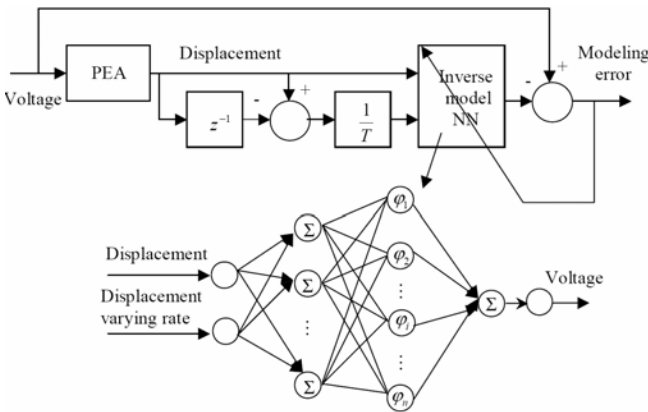 Voltage
PEA
Displacement
z⁻¹
-
+
1/T
Inverse
model
NN
-
+
Modeling
error
Displacement
Displacement
varying rate
Σ
Σ
⋮
Σ
φ₁
φ₂
⋮
φᵢ
⋮
φₙ
Σ
Voltage